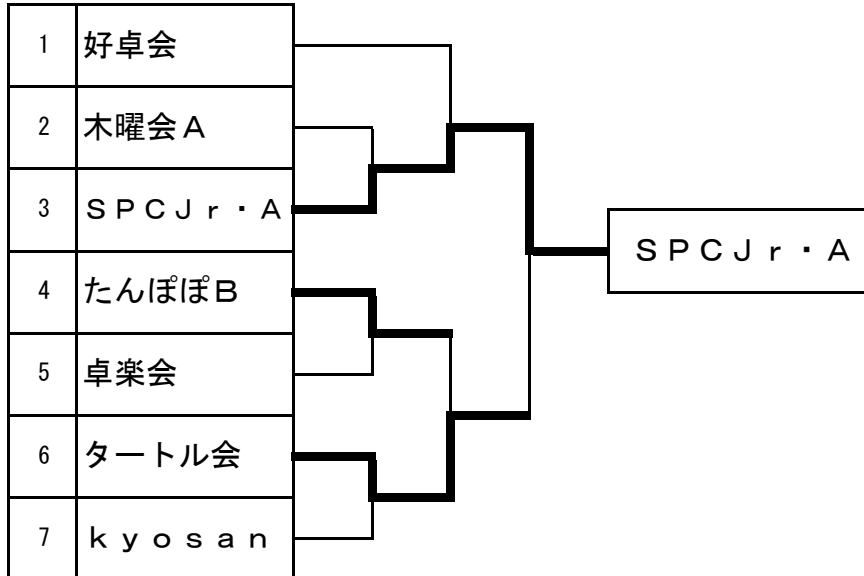 1 好卓会
2 木曜会A
3 SPCJr・A
4 たんぽぽB
5 卓楽会
6 タートル会
7 kyosan
SPCJr・A